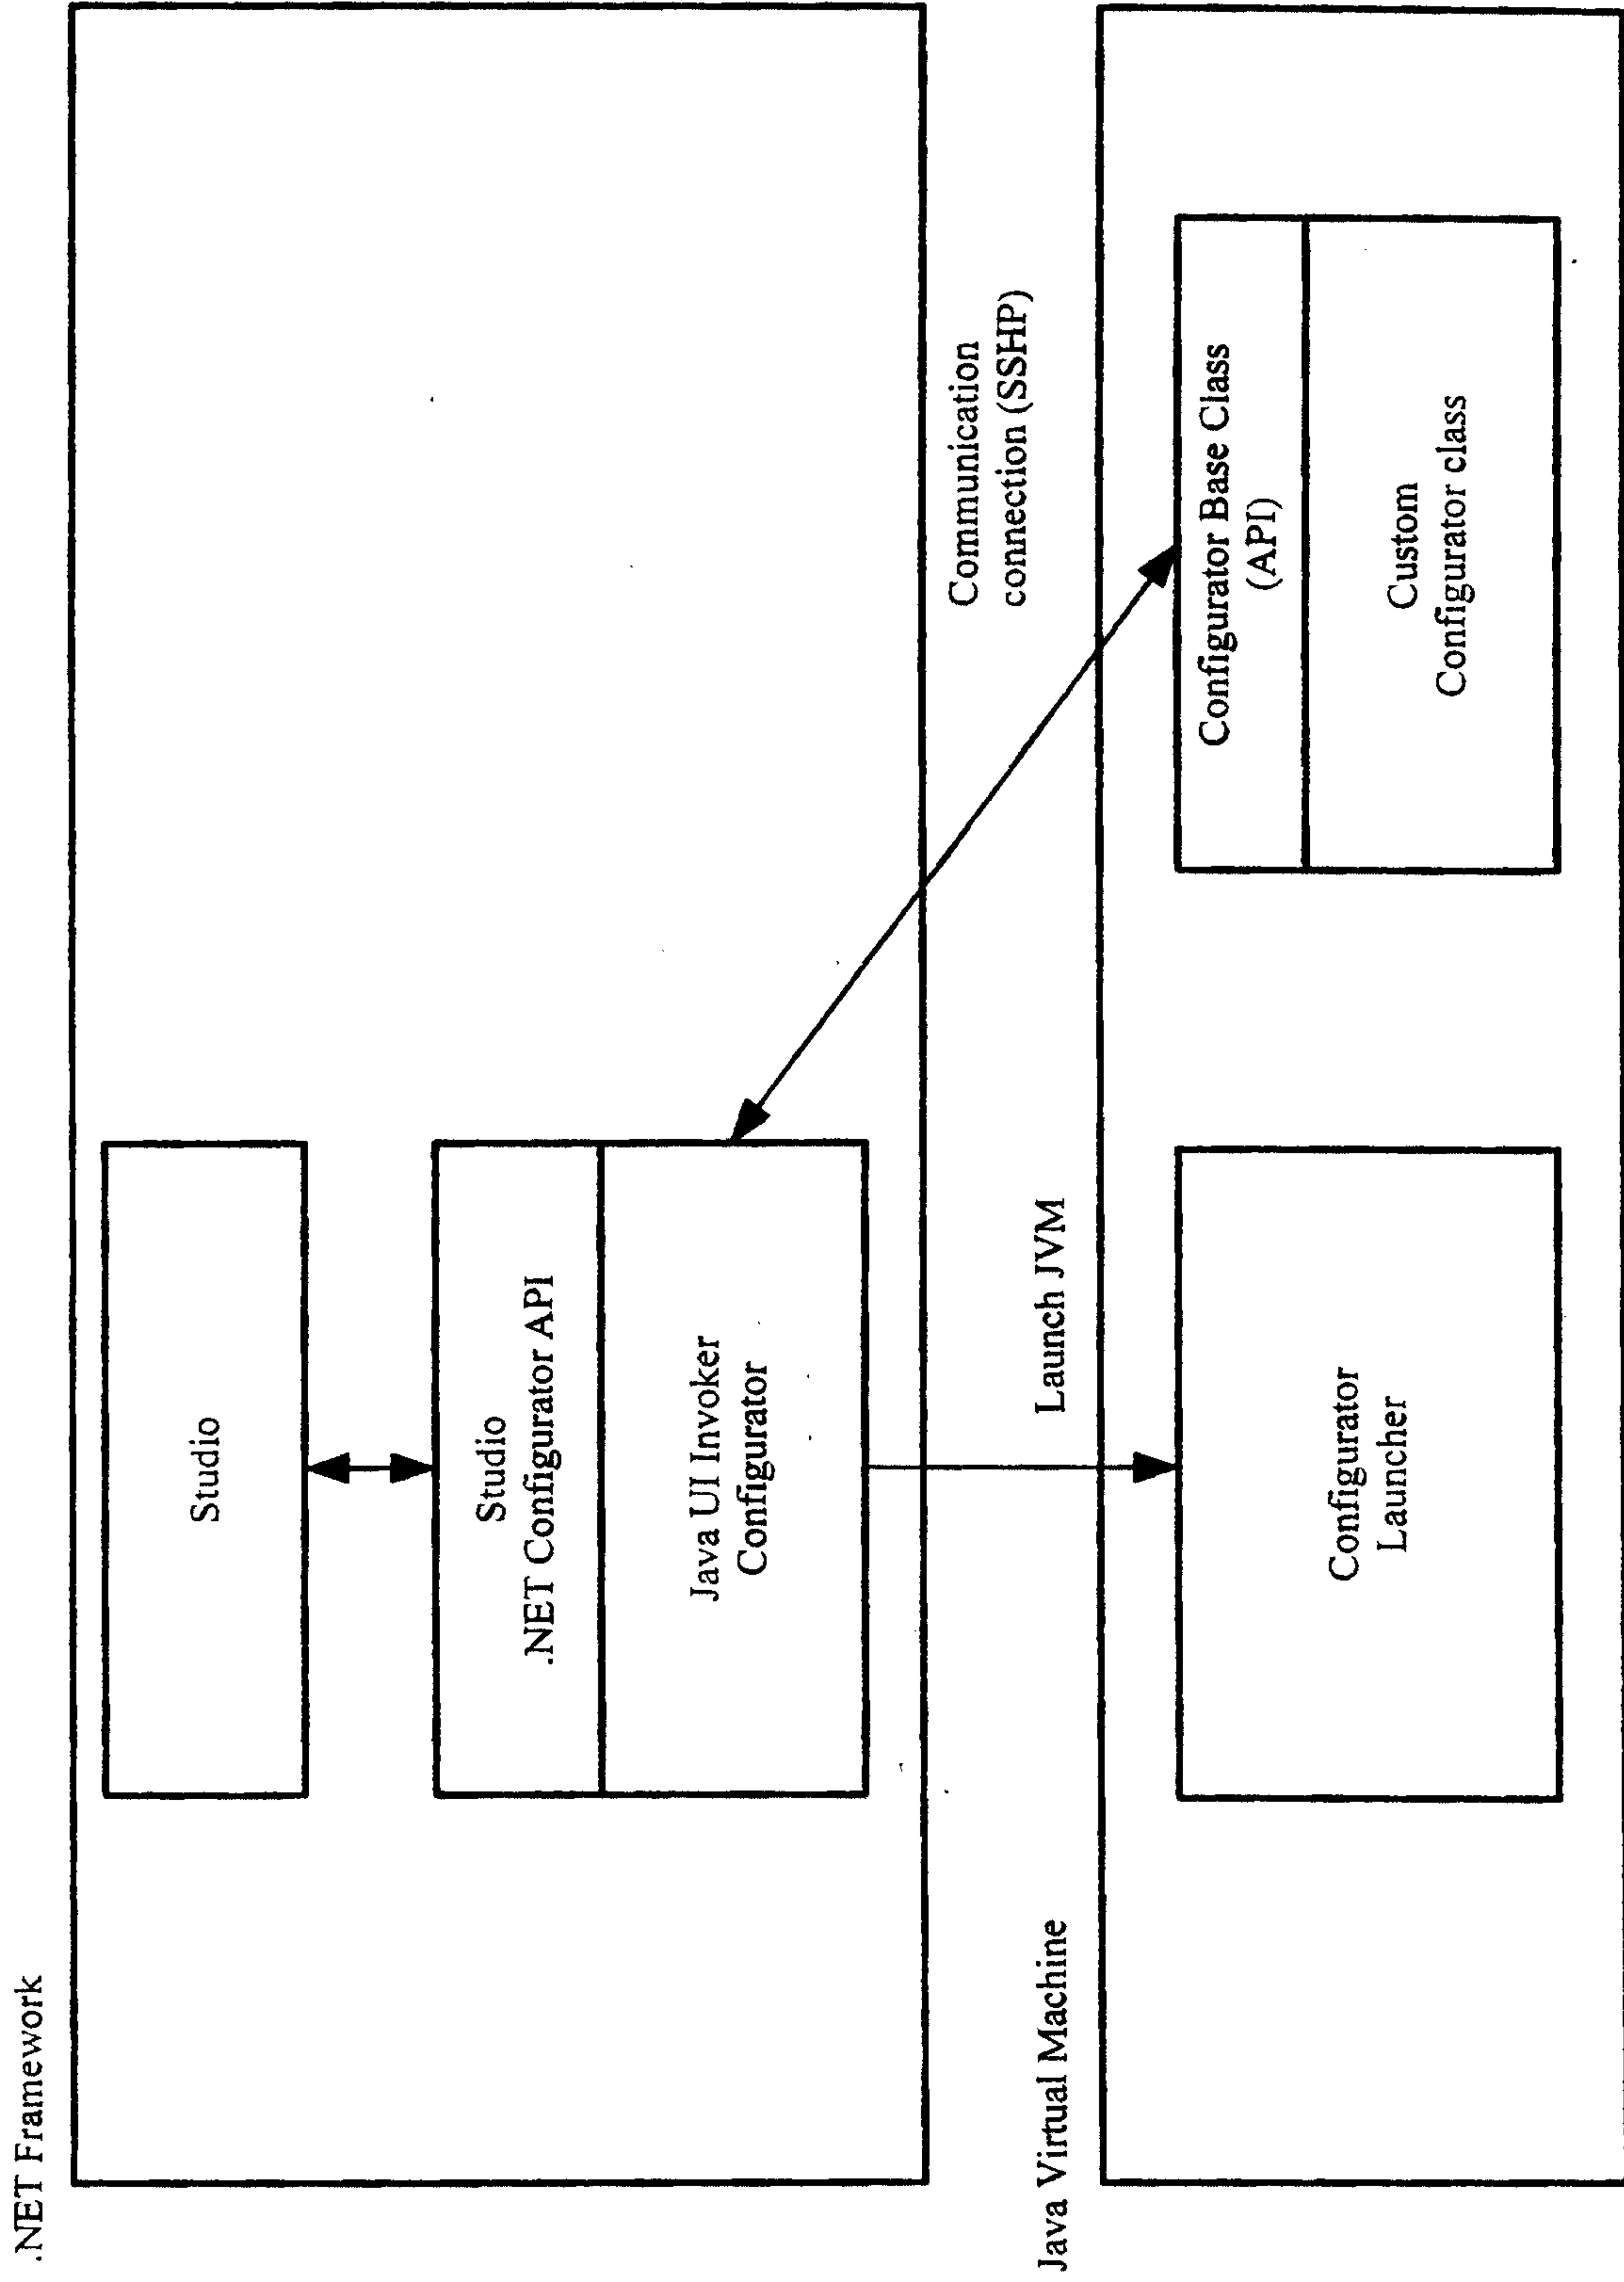 .NET Framework
Studio
Studio
.NET Configurator API
Java UI Invoker
Configurator
Communication
connection (SSHP)
Launch JVM
Java Virtual Machine
Configurator
Launcher
Configurator Base Class
(API)
Custom
Configurator class